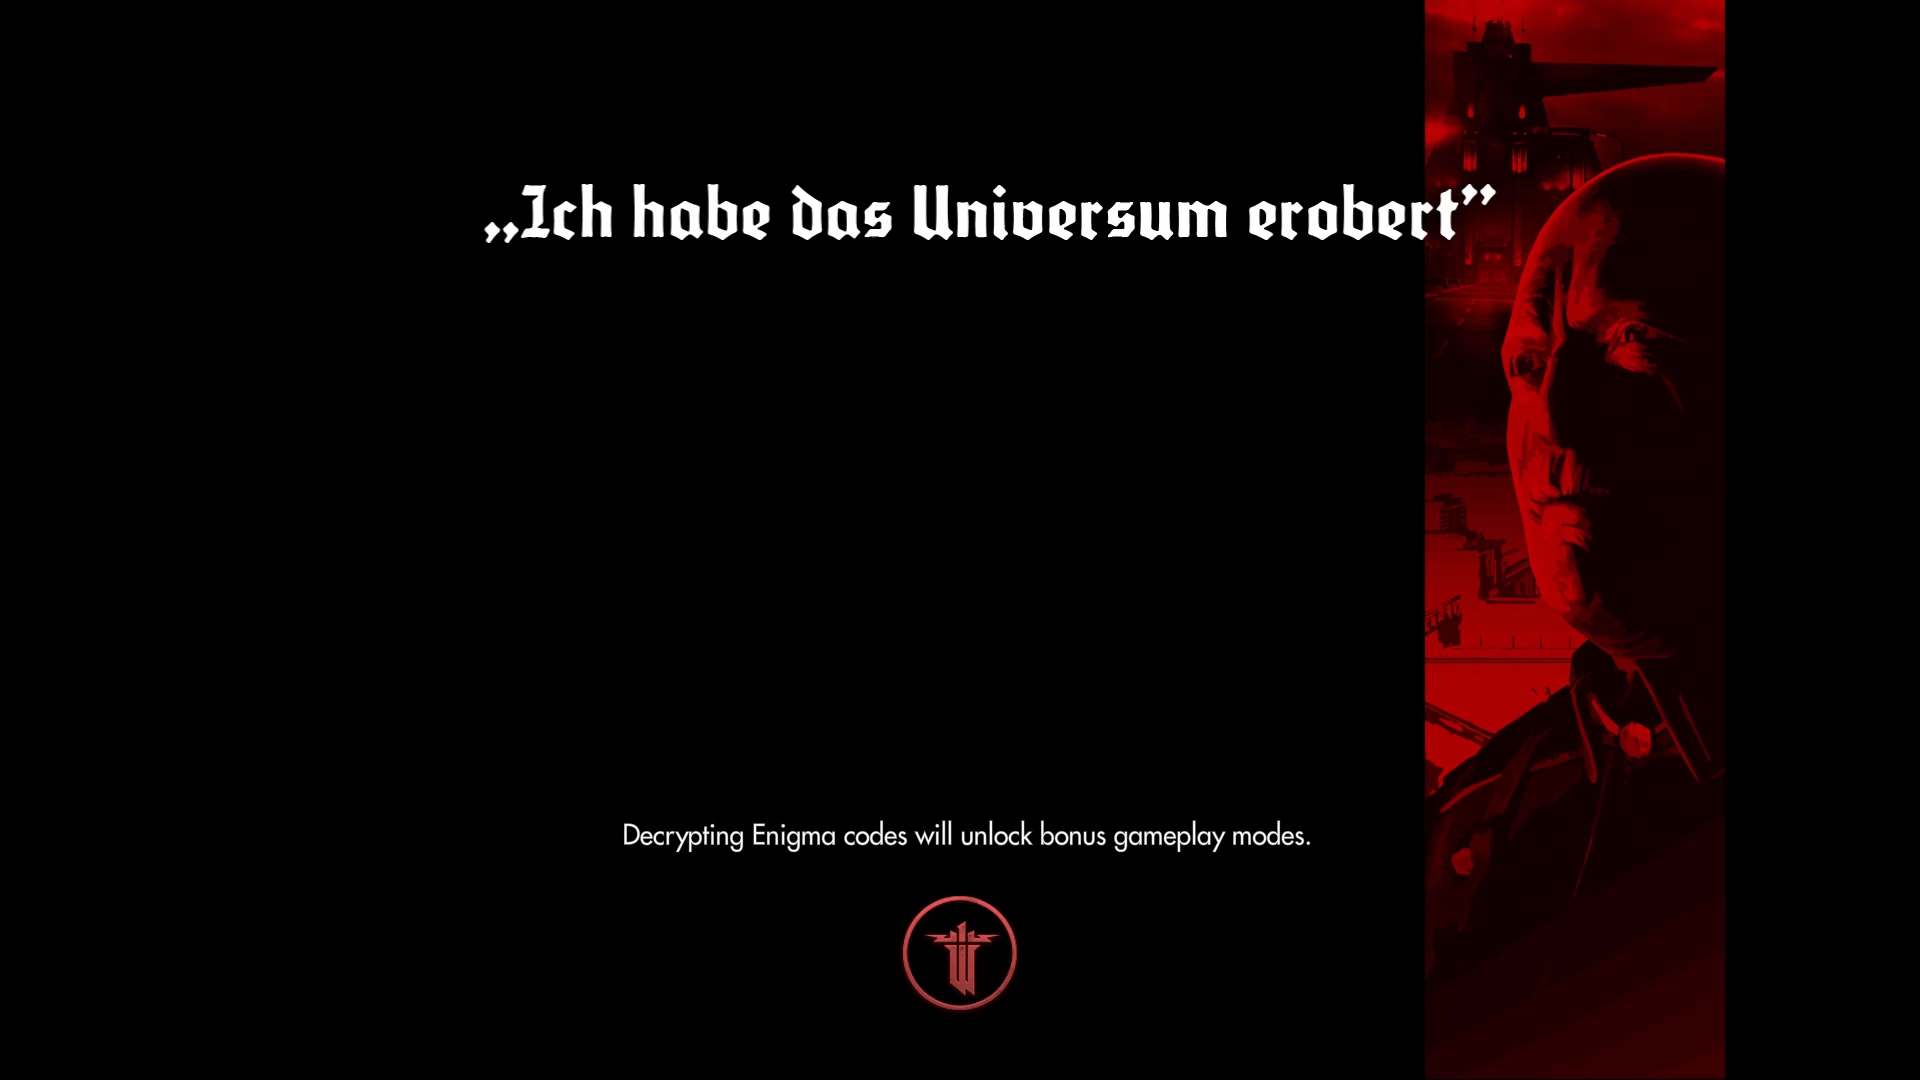 „Ich habe das Universum erobert”
Decrypting Enigma codes will unlock bonus gameplay modes.